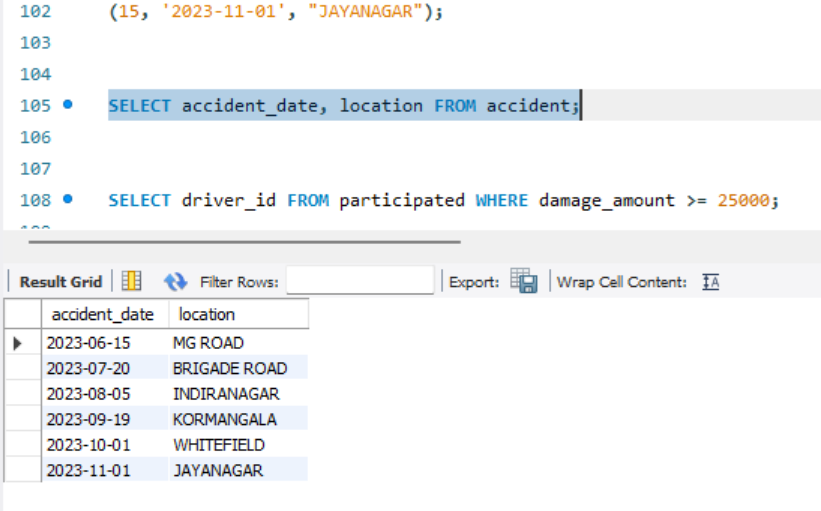 102 (15, '2023-11-01', "JAYANAGAR");
103
104
105 SELECT accident_date, location FROM accident;
106
107
108 SELECT driver_id FROM participated WHERE damage_amount >= 25000;
Result Grid Filter Rows: Export: Wrap Cell Content:
accident_date location
2023-06-15 MG ROAD
2023-07-20 BRIGADE ROAD
2023-08-05 INDIRANAGAR
2023-09-19 KORMANGALA
2023-10-01 WHITEFIELD
2023-11-01 JAYANAGAR